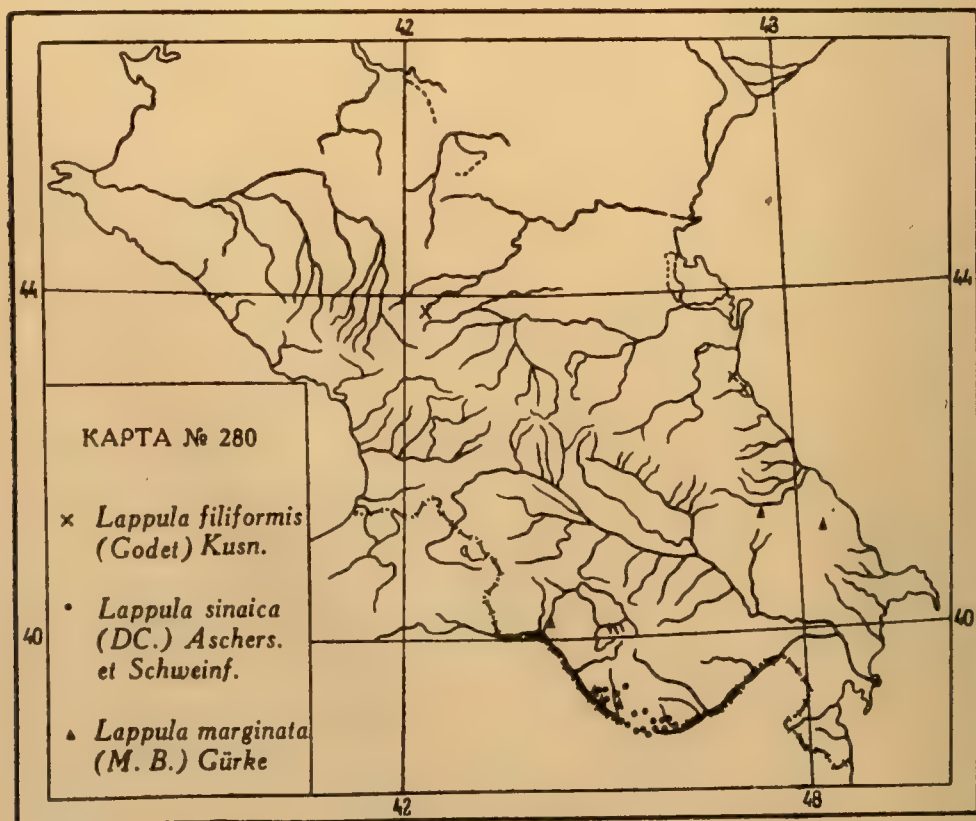 42 43
44 44
КАРТА № 280
× Lappula filiformis
(Godet) Kusn.
• Lappula sinaica
(DC.) Aschers.
et Schweinf.
▲ Lappula marginata
(M. B.) Gürke
40 40
42 48